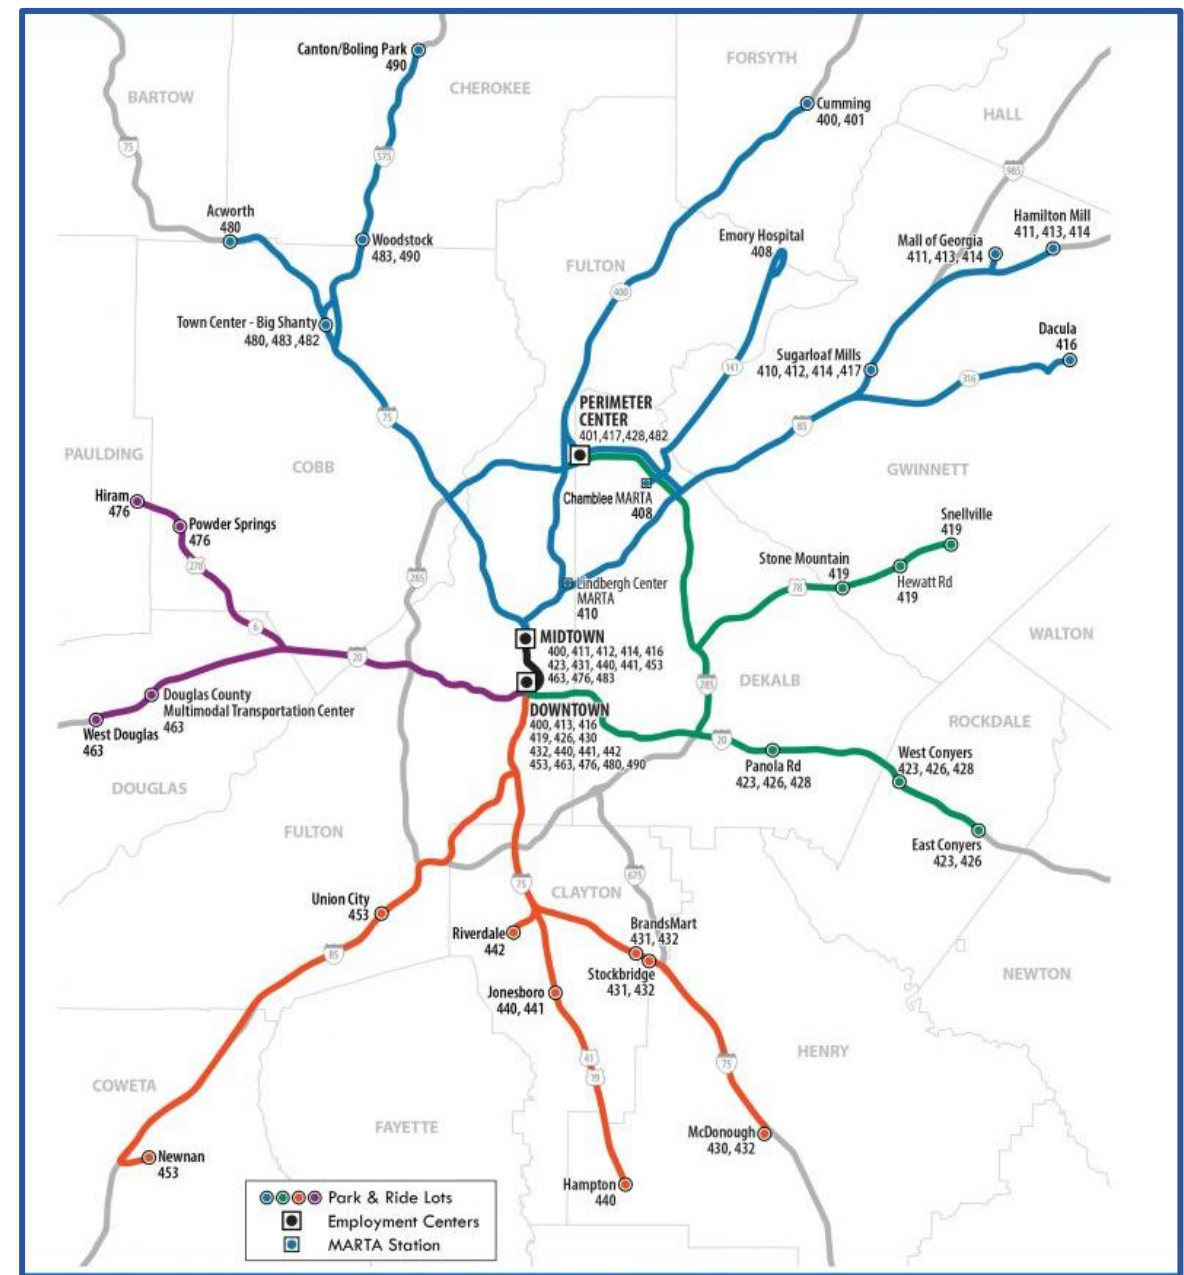 Canton/Boling Park
490
CHEROKEE
FORSYTH
BARTOW
Cumming
400, 401
HALL
75
575
985
Acworth
480
Woodstock
483, 490
Emory Hospital
408
Hamilton Mill
411, 413, 414
Mall of Georgia
411, 413, 414
FULTON
400
Town Center - Big Shanty
480, 483 ,482
Dacula
416
Sugarloaf Mills
410, 412, 414 ,417
141
316
75
PERIMETER
CENTER
401,417,428,482
85
PAULDING
COBB
GWINNETT
Hiram
476
Powder Springs
476
Chamblee MARTA
408
Snellville
419
278
285
Stone Mountain
419
78
Hewatt Rd
419
Lindbergh Center
MARTA
410
6
20
MIDTOWN
400, 411, 412, 414, 416
423, 431, 440, 441, 453
463, 476, 483
WALTON
285
DEKALB
Douglas County
Multimodal Transportation Center
463
West Douglas
463
DOWNTOWN
400, 413, 416
419, 426, 430
432, 440, 441, 442
453, 463, 476, 480, 490
ROCKDALE
20
Panola Rd
423, 426, 428
West Conyers
423, 426, 428
DOUGLAS
FULTON
East Conyers
423, 426
675
75
CLAYTON
Union City
453
Riverdale
442
BrandsMart
431, 432
85
Stockbridge
431, 432
NEWTON
Jonesboro
440, 441
HENRY
41
19
75
COWETA
FAYETTE
McDonough
430, 432
Newnan
453
Hampton
440
Park & Ride Lots
Employment Centers
MARTA Station